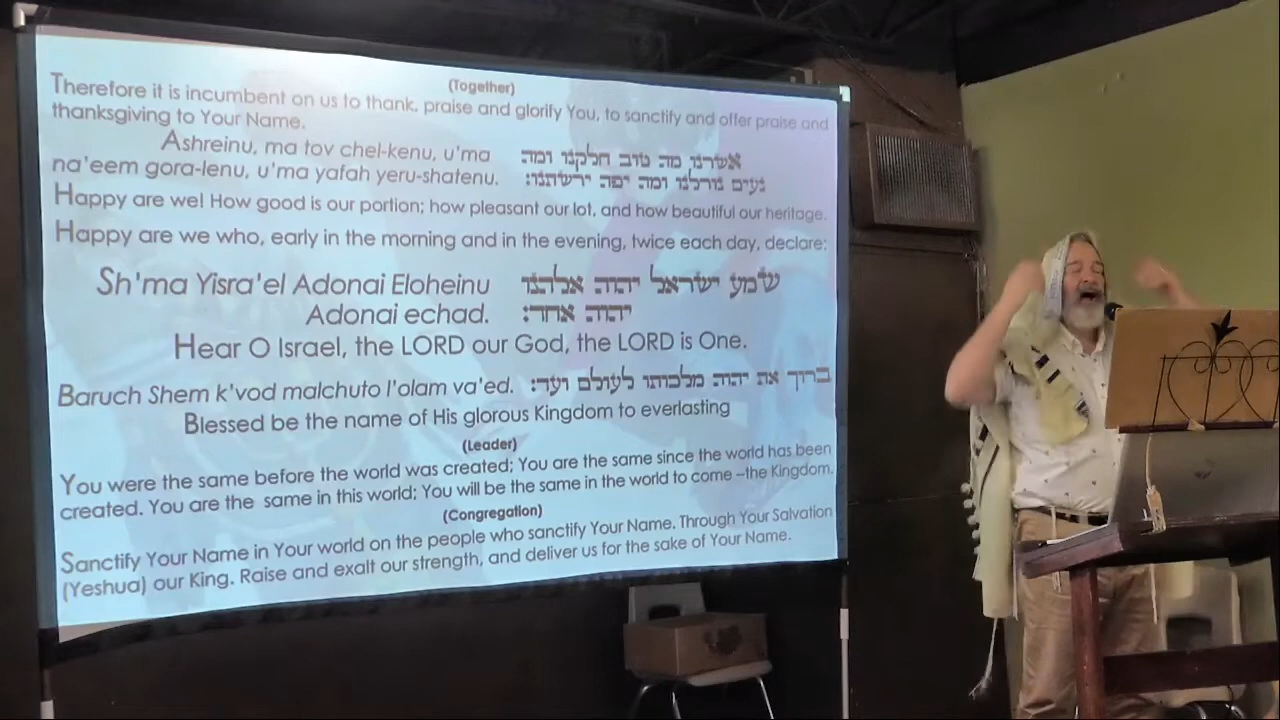 (Together)
Therefore it is incumbent on us to thank, praise and glorify You, to sanctify and offer praise and
thanksgiving to Your Name.
Ashreinu, ma tov chel-kenu, u'ma אשרנו מה טוב חלקנו ומה
na'eem gora-lenu, u'ma yafah yeru-shatenu. נעים גורלנו ומה יפה ירשתנו:
Happy are we! How good is our portion; how pleasant our lot, and how beautiful our heritage.
Happy are we who, early in the morning and in the evening, twice each day, declare:
Sh'ma Yisra'el Adonai Eloheinu שמע ישראל יהוה אלהנו
Adonai echad. יהוה אחד:
Hear O Israel, the LORD our God, the LORD is One.
Baruch Shem k'vod malchuto l'olam va'ed. ברוך את יהוה מלכותו לעולם ועד:
Blessed be the name of His glorous Kingdom to everlasting
(Leader)
You were the same before the world was created; You are the same since the world has been
created. You are the same in this world; You will be the same in the world to come –the Kingdom.
(Congregation)
Sanctify Your Name in Your world on the people who sanctify Your Name. Through Your Salvation
(Yeshua) our King. Raise and exalt our strength, and deliver us for the sake of Your Name.